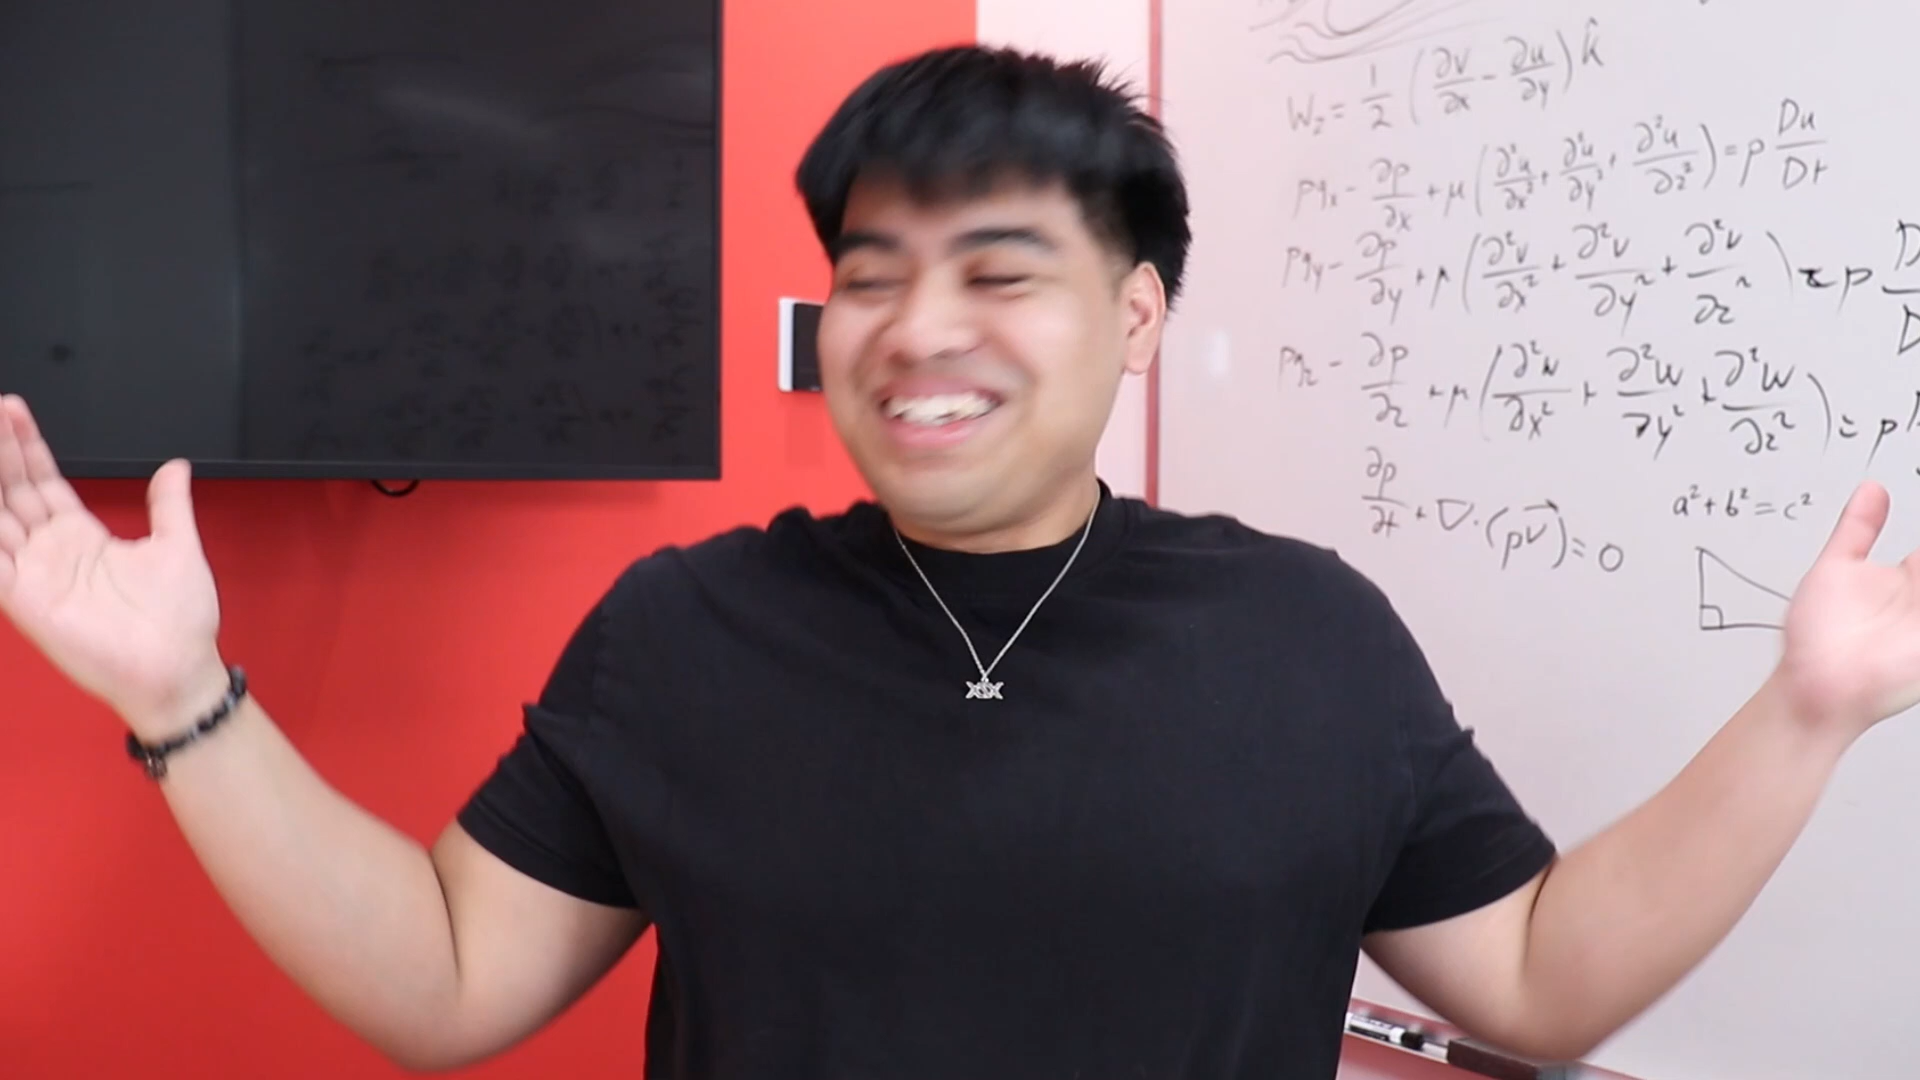 W_z = 1/2 (∂v/∂x - ∂u/∂y) k̂
ρg_x - ∂p/∂x + μ(∂²u/∂x² + ∂²u/∂y² + ∂²u/∂z²) = ρ Du/Dt
ρg_y - ∂p/∂y + μ(∂²v/∂x² + ∂²v/∂y² + ∂²v/∂z²) = ρ D/D
ρg_z - ∂p/∂z + μ(∂²w/∂x² + ∂²w/∂y² + ∂²w/∂z²) = ρ
∂ρ/∂t + ∇·(ρv⃗) = 0
a² + b² = c²